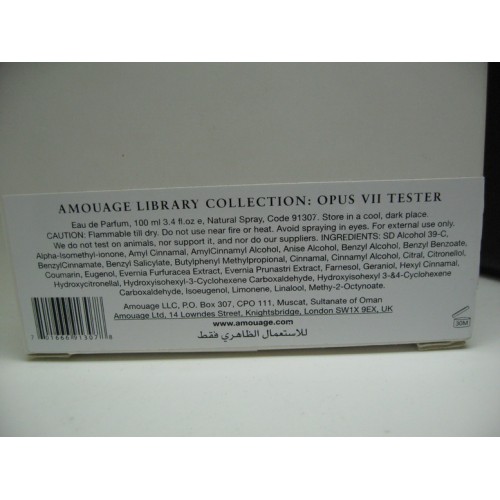 AMOUAGE LIBRARY COLLECTION: OPUS VII TESTER
Eau de Parfum, 100 ml 3.4 fl.oz e, Natural Spray, Code 91307. Store in a cool, dark place.
CAUTION: Flammable till dry. Do not use near fire or heat. Avoid spraying in eyes. For external use only.
We do not test on animals, nor support it, and nor do our suppliers. INGREDIENTS: SD Alcohol 39-C,
Alpha-Isomethyl-ionone, Amyl Cinnamal, AmylCinnamyl Alcohol, Anise Alcohol, Benzyl Alcohol, Benzyl Benzoate,
BenzylCinnamate, Benzyl Salicylate, Butylphenyl Methylpropional, Cinnamal, Cinnamyl Alcohol, Citral, Citronellol,
Coumarin, Eugenol, Evernia Furfuracea Extract, Evernia Prunastri Extract, Farnesol, Geraniol, Hexyl Cinnamal,
Hydroxycitronellal, Hydroxyisohexyl-3-Cyclohexene Carboxaldehyde, Hydroxyisohexyl 3-&4-Cyclohexene
Carboxaldehyde, Isoeugenol, Limonene, Linalool, Methy-2-Octynoate.
Amouage LLC, P.O. Box 307, CPO 111, Muscat, Sultanate of Oman
Amouage Ltd, 14 Lowndes Street, Knightsbridge, London SW1X 9EX, UK
www.amouage.com
للاستعمال الظاهري فقط
7 01666 91307 8
30M